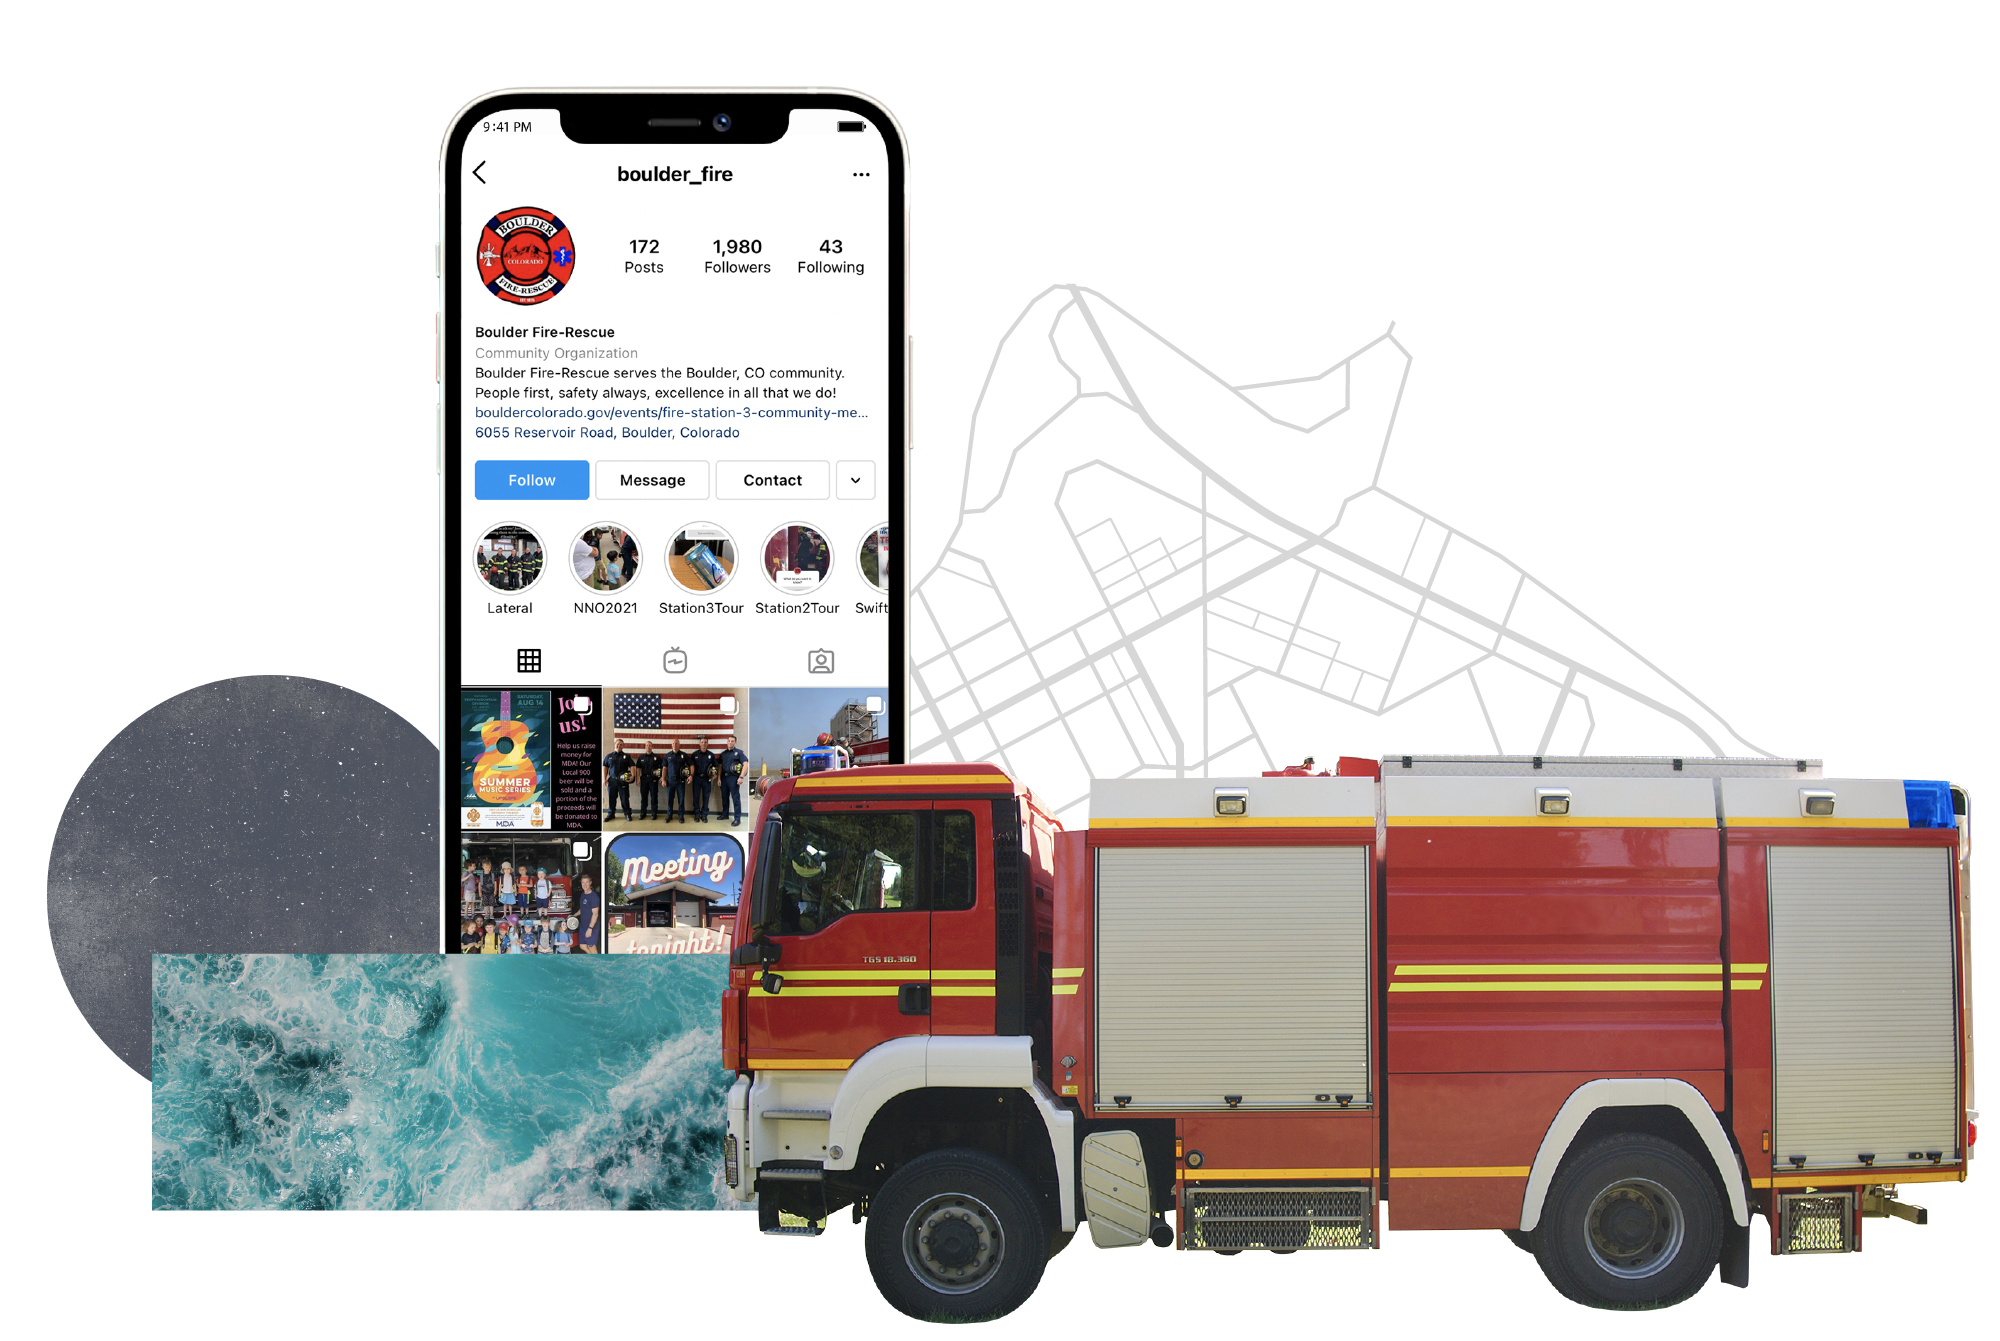 9:41 PM
boulder_fire
BOULDER
COLORADO
FIRE-RESCUE
172
Posts
1,980
Followers
43
Following
Boulder Fire-Rescue
Community Organization
Boulder Fire-Rescue serves the Boulder, CO community.
People first, safety always, excellence in all that we do!
bouldercolorado.gov/events/fire-station-3-community-me...
6055 Reservoir Road, Boulder, Colorado
Follow
Message
Contact
Lateral
NNO2021
Station3Tour
Station2Tour
Swift
SATURDAY,
AUG 14
SUMMER
MUSIC SERIES
MDA
Join
us!
Help us raise
money for
MDA! Our
Local 900
beer will be
sold and a
portion of the
proceeds will
be donated to
MDA.
Meeting
tonight!
TGS 18.360